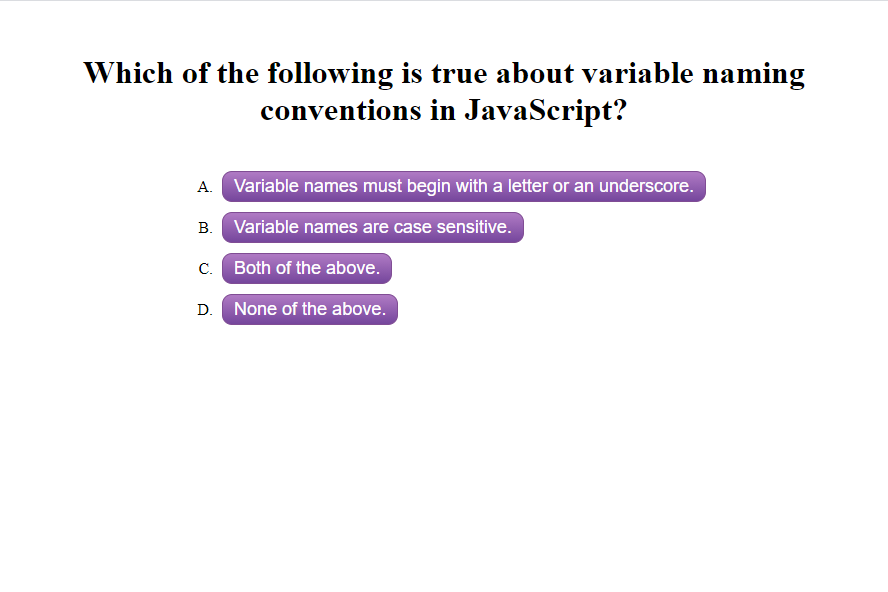 Which of the following is true about variable naming
conventions in JavaScript?
A. Variable names must begin with a letter or an underscore.
B. Variable names are case sensitive.
C. Both of the above.
D. None of the above.